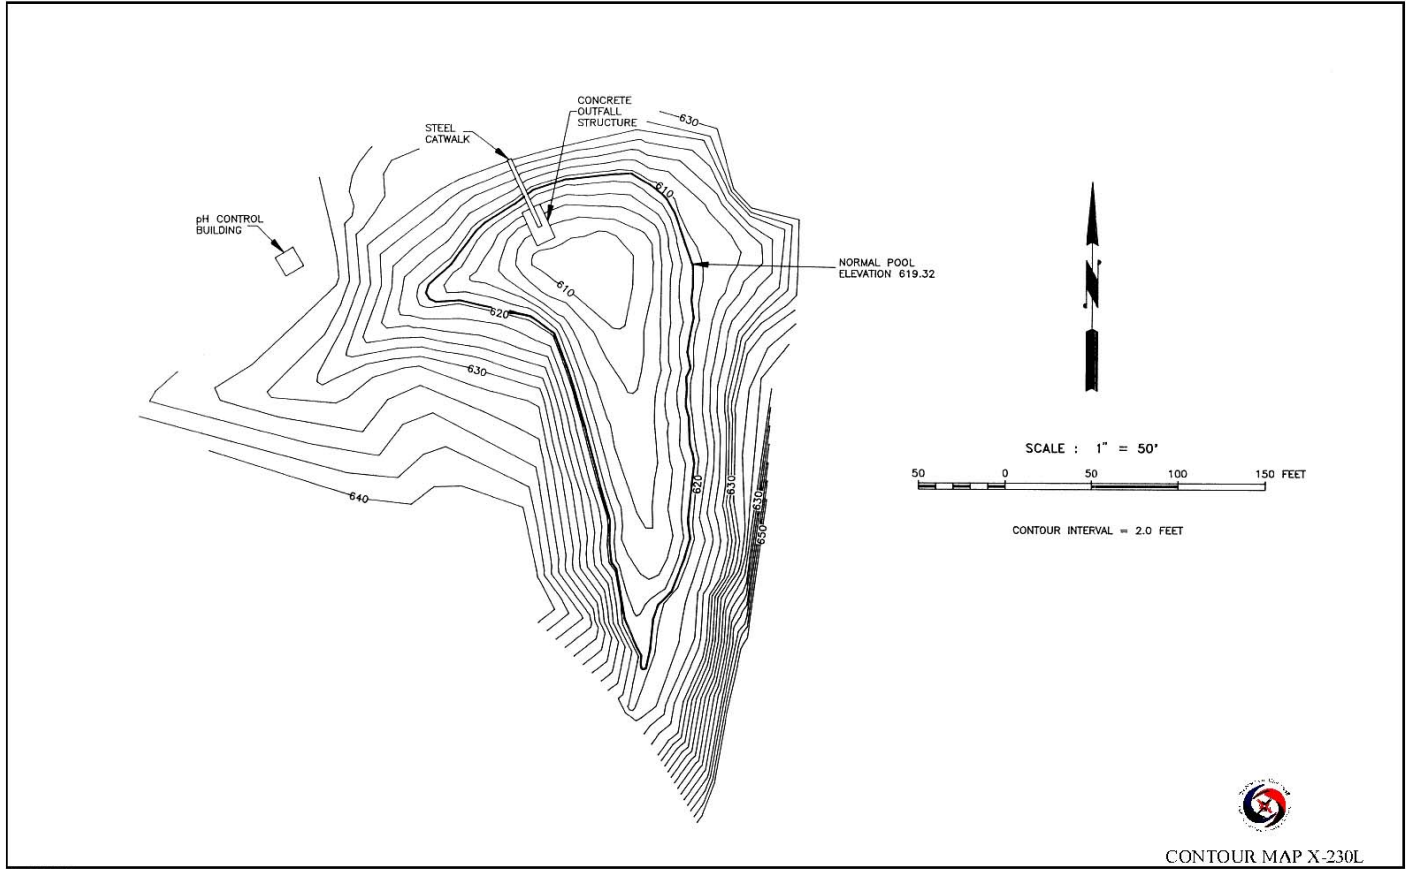 630
CONCRETE
OUTFALL
STRUCTURE
STEEL
CATWALK
610
pH CONTROL
BUILDING
NORMAL POOL
ELEVATION 619.32
610
620
630
SCALE : 1" = 50'
50 0 50 100 150 FEET
620
630
630
640
650
CONTOUR INTERVAL = 2.0 FEET
CONTOUR MAP X-230L